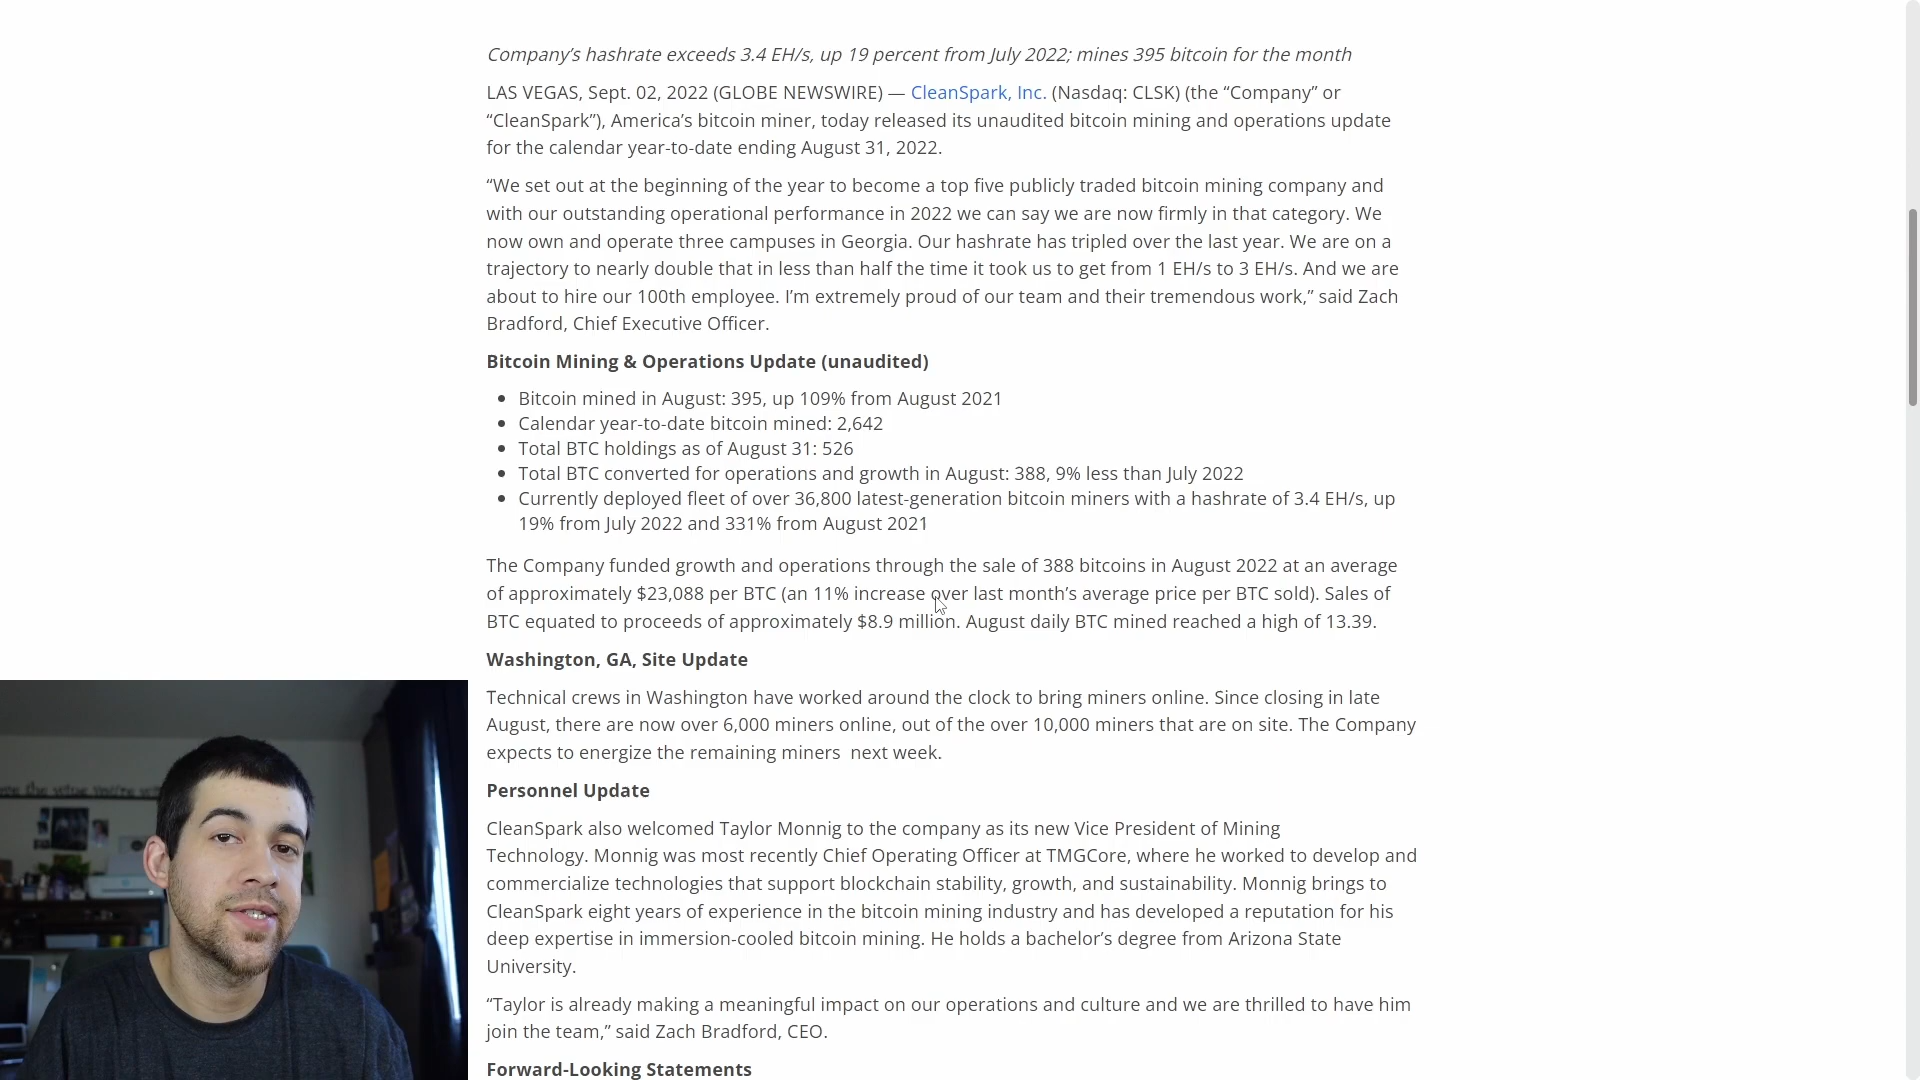 Company’s hashrate exceeds 3.4 EH/s, up 19 percent from July 2022; mines 395 bitcoin for the month
LAS VEGAS, Sept. 02, 2022 (GLOBE NEWSWIRE) — CleanSpark, Inc. (Nasdaq: CLSK) (the “Company” or
“CleanSpark”), America’s bitcoin miner, today released its unaudited bitcoin mining and operations update
for the calendar year-to-date ending August 31, 2022.
“We set out at the beginning of the year to become a top five publicly traded bitcoin mining company and
with our outstanding operational performance in 2022 we can say we are now firmly in that category. We
now own and operate three campuses in Georgia. Our hashrate has tripled over the last year. We are on a
trajectory to nearly double that in less than half the time it took us to get from 1 EH/s to 3 EH/s. And we are
about to hire our 100th employee. I’m extremely proud of our team and their tremendous work,” said Zach
Bradford, Chief Executive Officer.
Bitcoin Mining & Operations Update (unaudited)
• Bitcoin mined in August: 395, up 109% from August 2021
• Calendar year-to-date bitcoin mined: 2,642
• Total BTC holdings as of August 31: 526
• Total BTC converted for operations and growth in August: 388, 9% less than July 2022
• Currently deployed fleet of over 36,800 latest-generation bitcoin miners with a hashrate of 3.4 EH/s, up
19% from July 2022 and 331% from August 2021
The Company funded growth and operations through the sale of 388 bitcoins in August 2022 at an average
of approximately $23,088 per BTC (an 11% increase over last month’s average price per BTC sold). Sales of
BTC equated to proceeds of approximately $8.9 million. August daily BTC mined reached a high of 13.39.
Washington, GA, Site Update
Technical crews in Washington have worked around the clock to bring miners online. Since closing in late
August, there are now over 6,000 miners online, out of the over 10,000 miners that are on site. The Company
expects to energize the remaining miners  next week.
Personnel Update
CleanSpark also welcomed Taylor Monnig to the company as its new Vice President of Mining
Technology. Monnig was most recently Chief Operating Officer at TMGCore, where he worked to develop and
commercialize technologies that support blockchain stability, growth, and sustainability. Monnig brings to
CleanSpark eight years of experience in the bitcoin mining industry and has developed a reputation for his
deep expertise in immersion-cooled bitcoin mining. He holds a bachelor’s degree from Arizona State
University.
“Taylor is already making a meaningful impact on our operations and culture and we are thrilled to have him
join the team,” said Zach Bradford, CEO.
Forward-Looking Statements